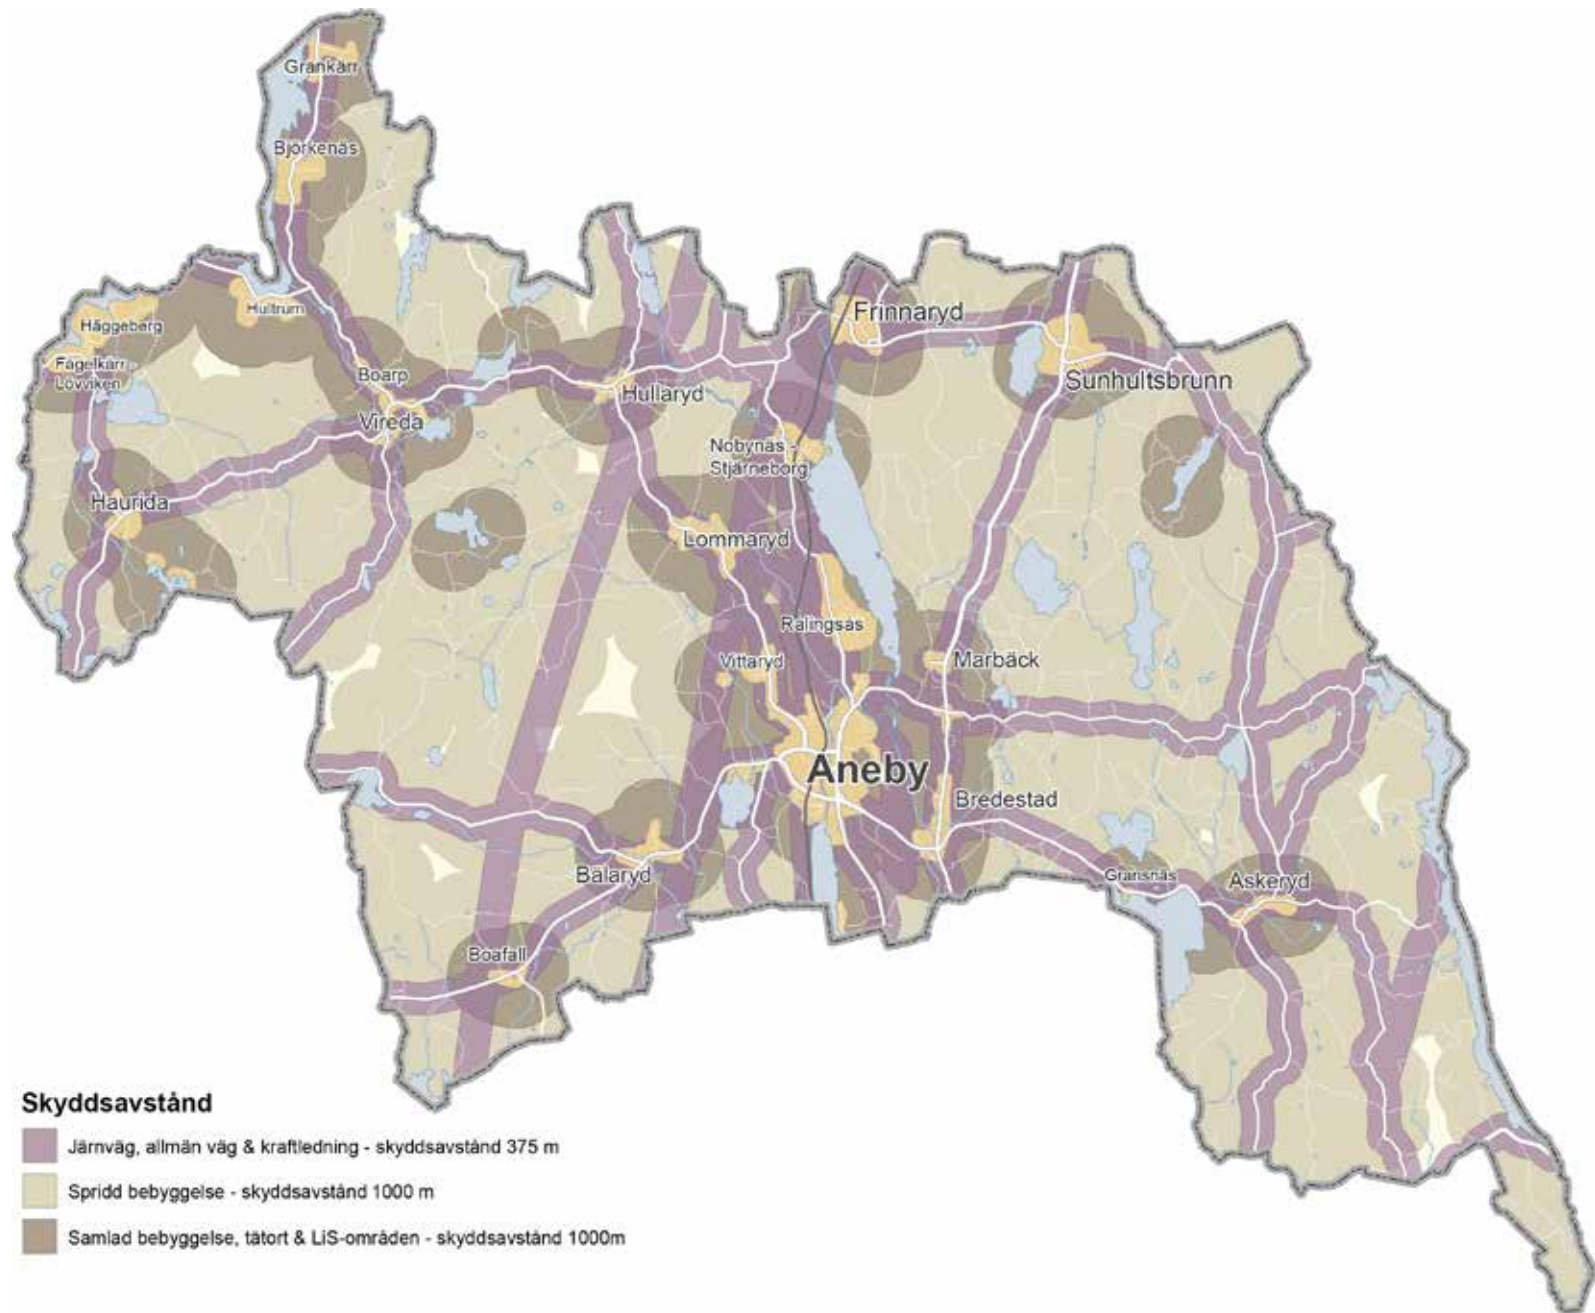 Grankärr
Björkenäs
Hultrum
Häggeberg
Fågelkärr -
Lövviken
Boarp
Vireda
Haurida
Hullaryd
Frinnaryd
Sunhultsbrunn
Nobynäs -
Stjärneborg
Lommaryd
Rålingsås
Vittaryd
Marbäck
Aneby
Bredestad
Bälaryd
Gransnäs
Askeryd
Boafall
Skyddsavstånd
Järnväg, allmän väg & kraftledning - skyddsavstånd 375 m
Spridd bebyggelse - skyddsavstånd 1000 m
Samlad bebyggelse, tätort & LiS-områden - skyddsavstånd 1000m